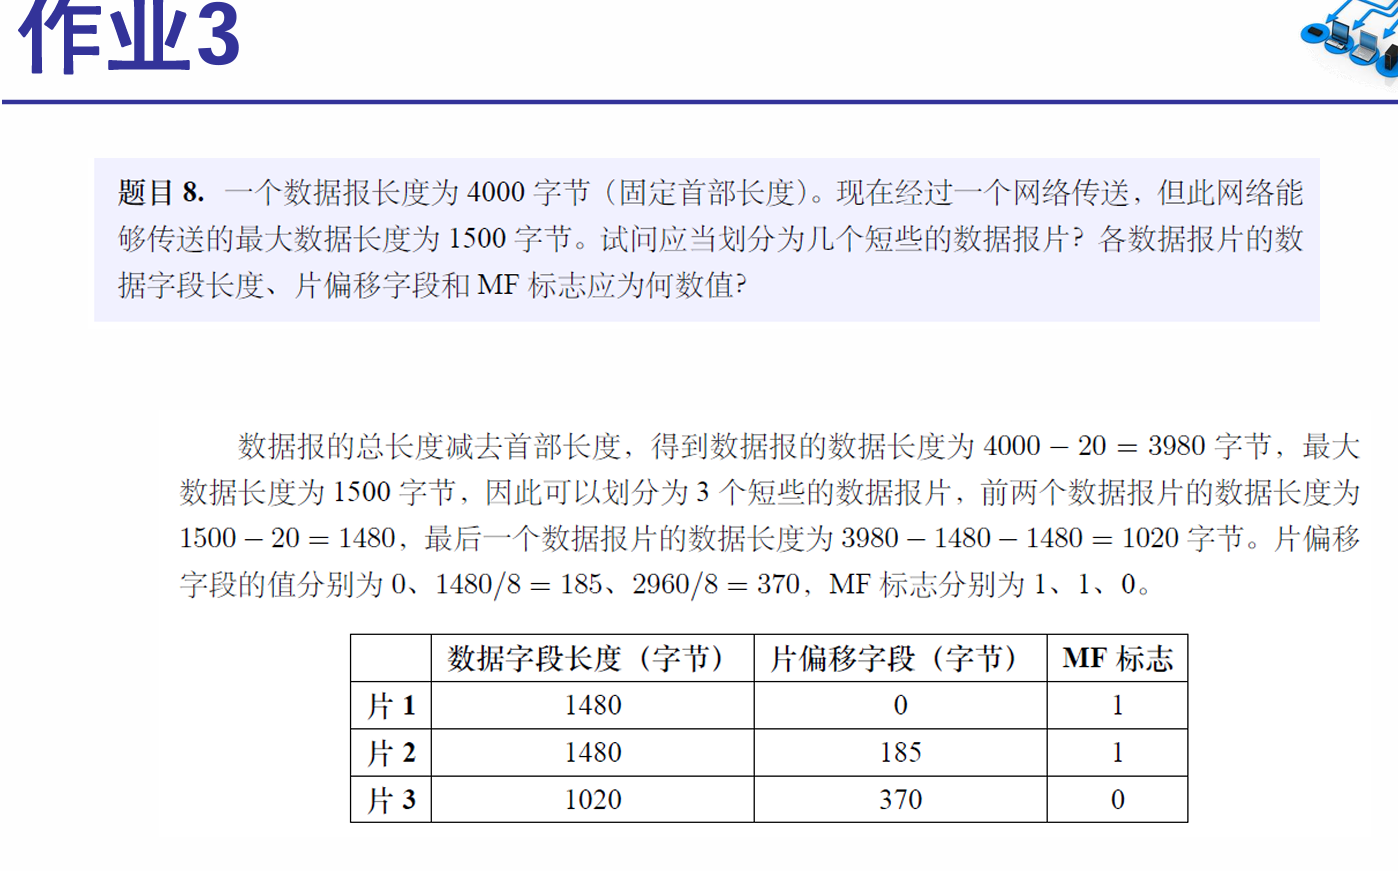 作业3
题目 8. 一个数据报长度为 4000 字节（固定首部长度）。现在经过一个网络传送，但此网络能
够传送的最大数据长度为 1500 字节。试问应当划分为几个短些的数据报片？各数据报片的数
据字段长度、片偏移字段和 MF 标志应为何数值？
数据报的总长度减去首部长度，得到数据报的数据长度为 4000 − 20 = 3980 字节，最大
数据长度为 1500 字节，因此可以划分为 3 个短些的数据报片，前两个数据报片的数据长度为
1500 − 20 = 1480，最后一个数据报片的数据长度为 3980 − 1480 − 1480 = 1020 字节。片偏移
字段的值分别为 0、1480/8 = 185、2960/8 = 370，MF 标志分别为 1、1、0。
数据字段长度（字节） 片偏移字段（字节） MF 标志
片 1 1480 0 1
片 2 1480 185 1
片 3 1020 370 0